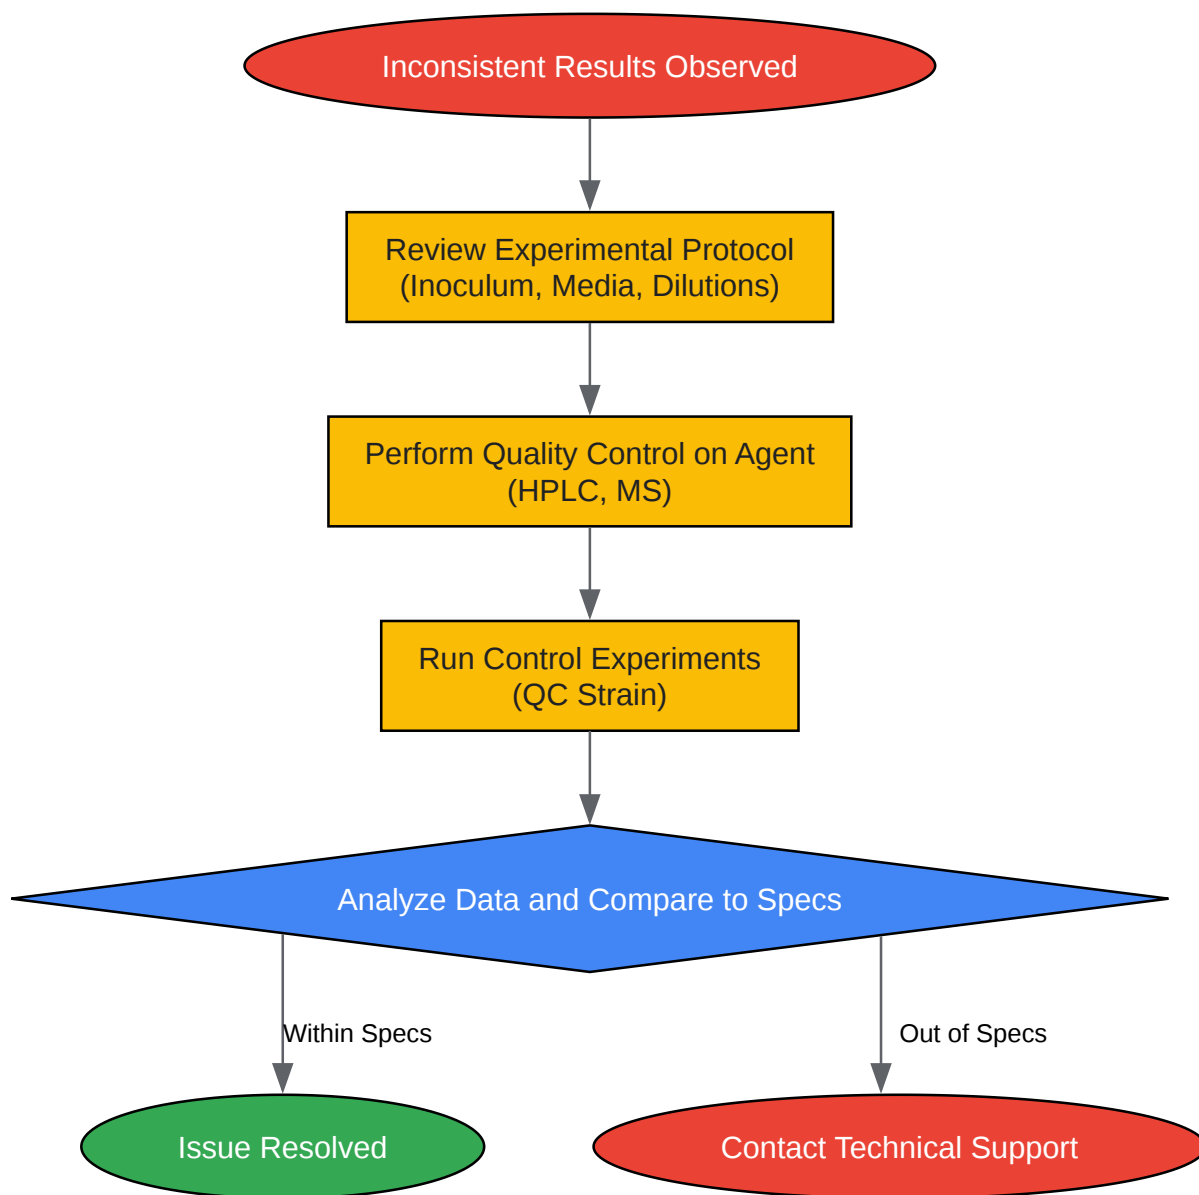 Inconsistent Results Observed
Review Experimental Protocol
(Inoculum, Media, Dilutions)
Perform Quality Control on Agent
(HPLC, MS)
Run Control Experiments
(QC Strain)
Analyze Data and Compare to Specs
Within Specs
Out of Specs
Issue Resolved
Contact Technical Support